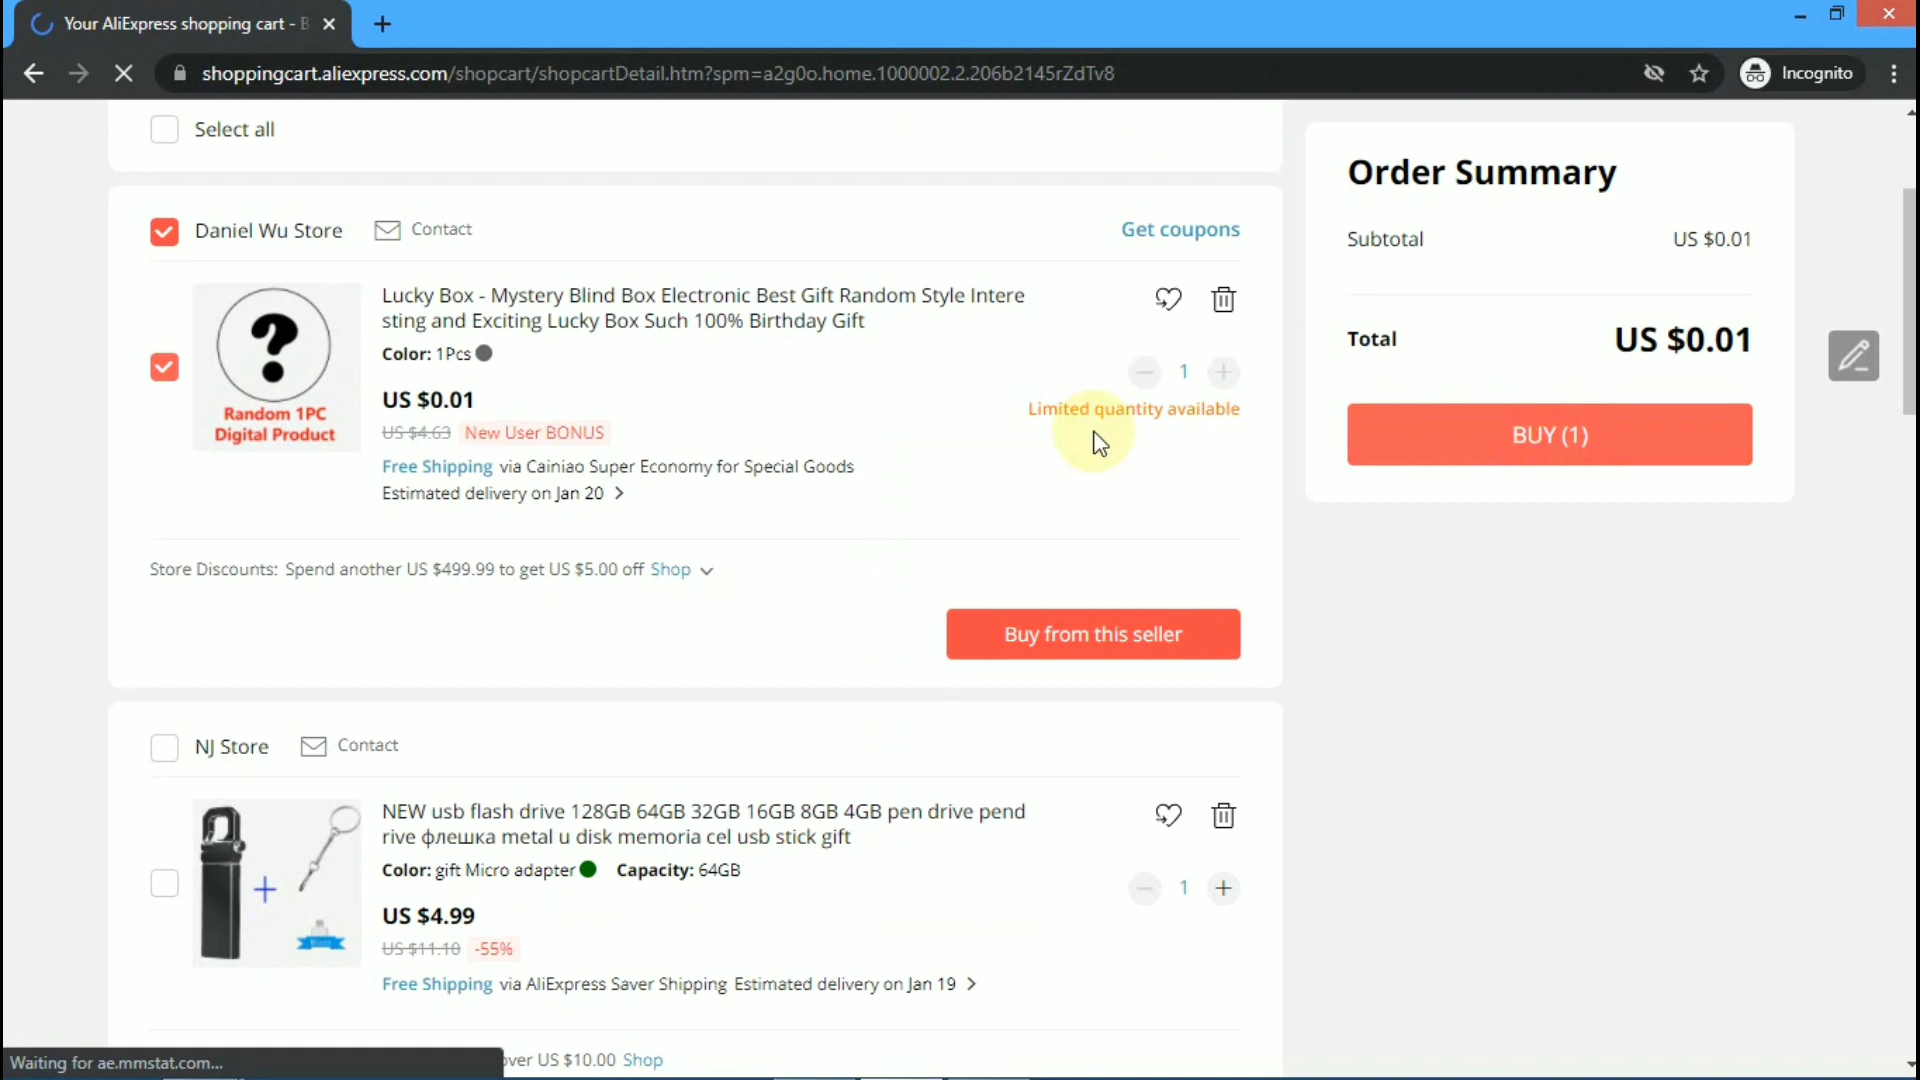 Your AliExpress shopping cart - B
shoppingcart.aliexpress.com/shopcart/shopcartDetail.htm?spm=a2g0o.home.1000002.2.206b2145rZdTv8
Incognito
Select all
Daniel Wu Store
Contact
Get coupons
Random 1PC
Digital Product
Lucky Box - Mystery Blind Box Electronic Best Gift Random Style Intere
sting and Exciting Lucky Box Such 100% Birthday Gift
Color: 1Pcs
1
US $0.01
Limited quantity available
US $4.63 New User BONUS
Free Shipping via Cainiao Super Economy for Special Goods
Estimated delivery on Jan 20
Store Discounts: Spend another US $499.99 to get US $5.00 off Shop
Buy from this seller
NJ Store
Contact
NEW usb flash drive 128GB 64GB 32GB 16GB 8GB 4GB pen drive pend
rive флешка metal u disk memoria cel usb stick gift
Color: gift Micro adapter Capacity: 64GB
1
US $4.99
US $11.10 -55%
Free Shipping via AliExpress Saver Shipping Estimated delivery on Jan 19
over US $10.00 Shop
Order Summary
Subtotal US $0.01
Total US $0.01
BUY (1)
Waiting for ae.mmstat.com...